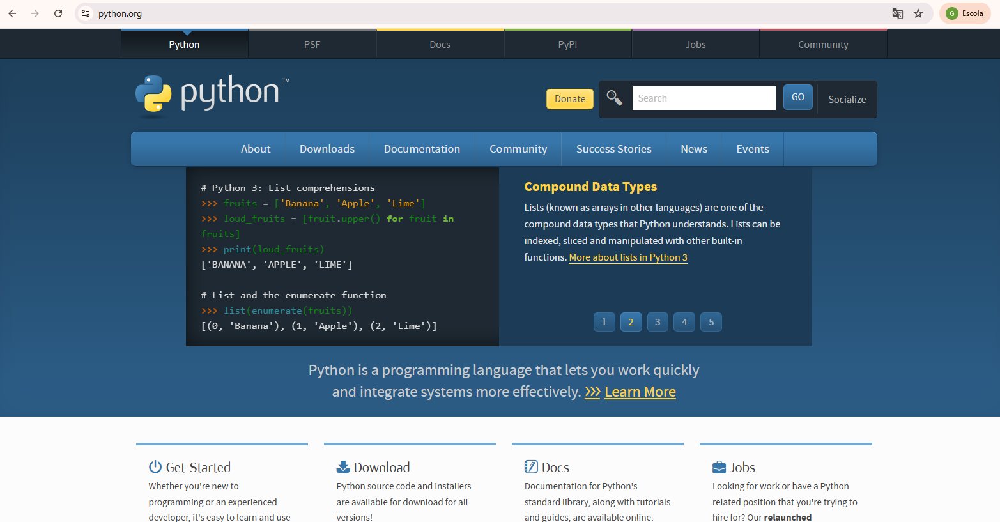 python.org
G Escola
Python PSF Docs PyPI Jobs Community
python™
Donate Search GO Socialize
About Downloads Documentation Community Success Stories News Events
# Python 3: List comprehensions
>>> fruits = ['Banana', 'Apple', 'Lime']
>>> loud_fruits = [fruit.upper() for fruit in
fruits]
>>> print(loud_fruits)
['BANANA', 'APPLE', 'LIME']
# List and the enumerate function
>>> list(enumerate(fruits))
[(0, 'Banana'), (1, 'Apple'), (2, 'Lime')]
Compound Data Types
Lists (known as arrays in other languages) are one of the
compound data types that Python understands. Lists can be
indexed, sliced and manipulated with other built-in
functions. More about lists in Python 3
1 2 3 4 5
Python is a programming language that lets you work quickly
and integrate systems more effectively. >>> Learn More
Get Started
Whether you're new to
programming or an experienced
developer, it's easy to learn and use
Download
Python source code and installers
are available for download for all
versions!
Docs
Documentation for Python's
standard library, along with tutorials
and guides, are available online.
Jobs
Looking for work or have a Python
related position that you're trying to
hire for? Our relaunched